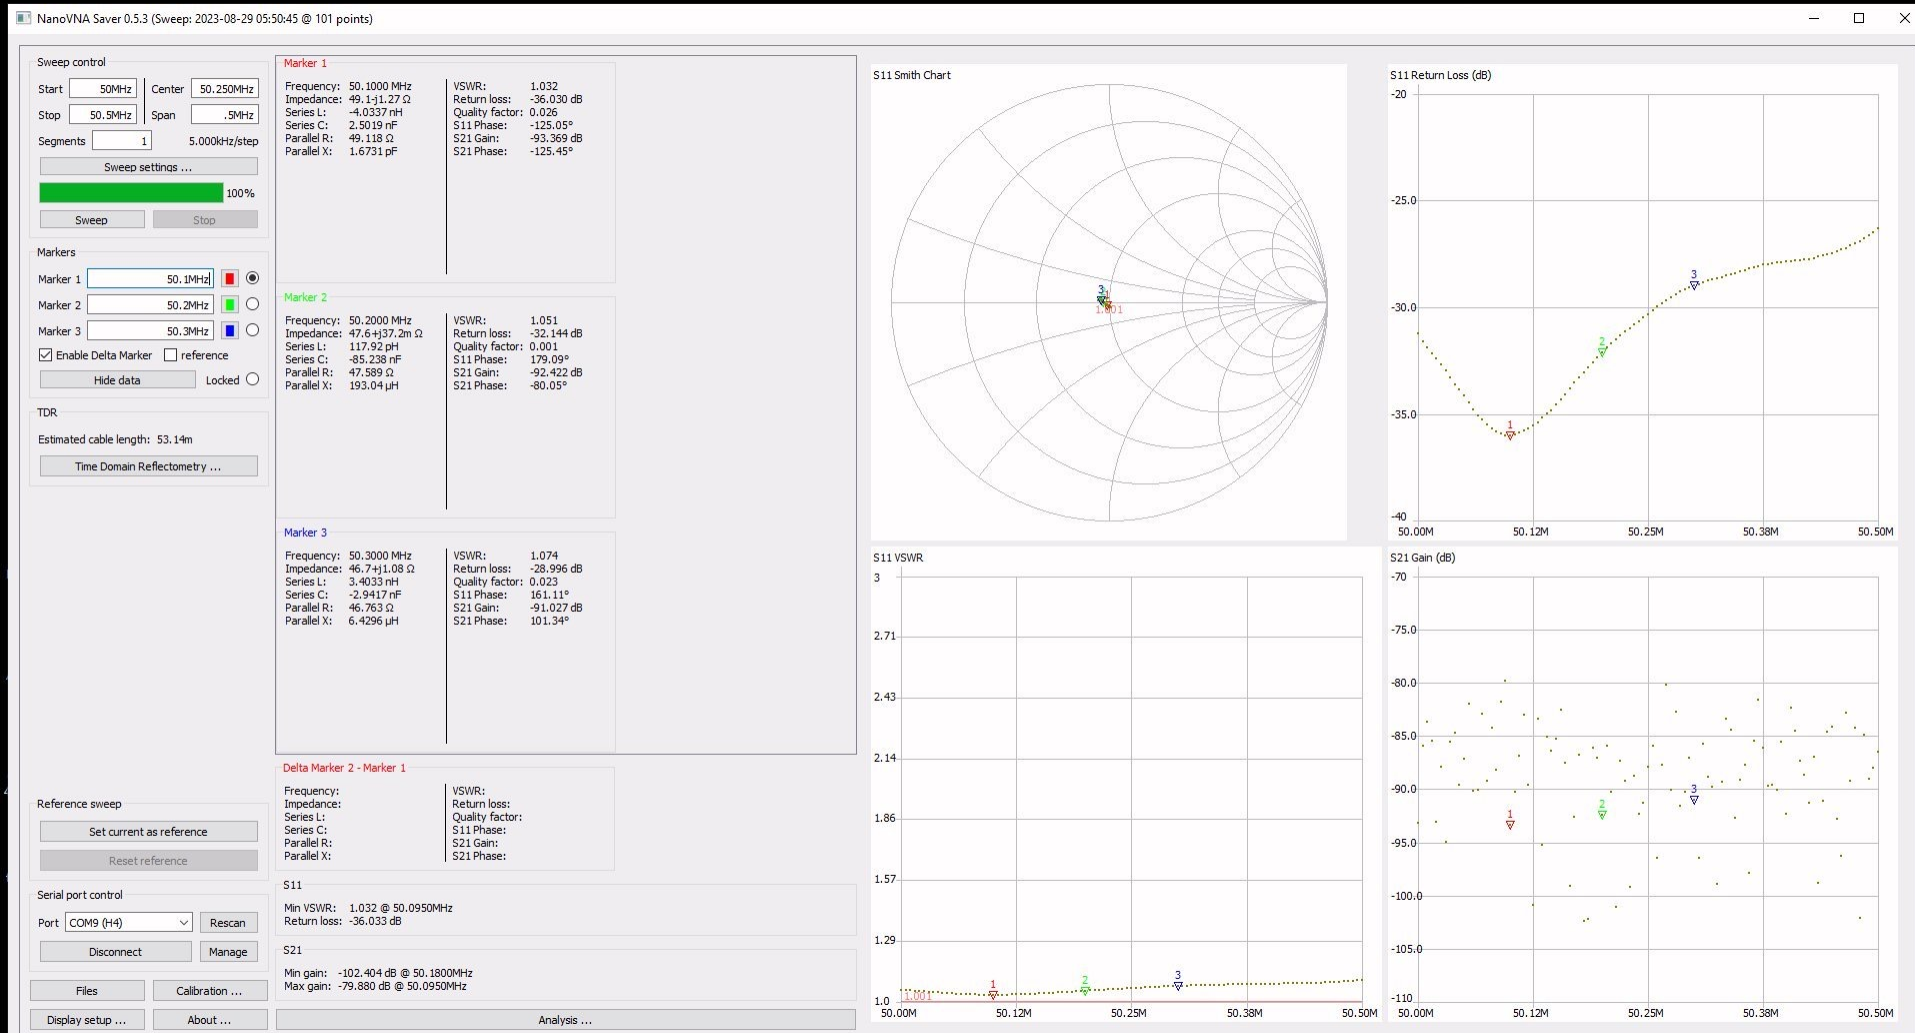 NanoVNA Saver 0.5.3 (Sweep: 2023-08-29 05:50:45 @ 101 points)
Sweep control
Start 50MHz Center 50.250MHz
Stop 50.5MHz Span .5MHz
Segments 1 5.000kHz/step
Sweep settings ...
100%
Sweep Stop
Markers
Marker 1 50.1MHz
Marker 2 50.2MHz
Marker 3 50.3MHz
Enable Delta Marker reference
Hide data Locked
TDR
Estimated cable length: 53.14m
Time Domain Reflectometry ...
Reference sweep
Set current as reference
Reset reference
Serial port control
Port COM9 (H4) Rescan
Disconnect Manage
Files Calibration ...
Display setup ... About ...
Marker 1
Frequency: 50.1000 MHz VSWR: 1.032
Impedance: 49.1-j1.27 Ω Return loss: -36.030 dB
Series L: -4.0337 nH Quality factor: 0.026
Series C: 2.5019 nF S11 Phase: -125.05°
Parallel R: 49.118 Ω S21 Gain: -93.369 dB
Parallel X: 1.6731 pF S21 Phase: -125.45°
Marker 2
Frequency: 50.2000 MHz VSWR: 1.051
Impedance: 47.6+j37.2m Ω Return loss: -32.144 dB
Series L: 117.92 pH Quality factor: 0.001
Series C: -85.238 nF S11 Phase: 179.09°
Parallel R: 47.589 Ω S21 Gain: -92.422 dB
Parallel X: 193.04 µH S21 Phase: -80.05°
Marker 3
Frequency: 50.3000 MHz VSWR: 1.074
Impedance: 46.7+j1.08 Ω Return loss: -28.996 dB
Series L: 3.4033 nH Quality factor: 0.023
Series C: -2.9417 nF S11 Phase: 161.11°
Parallel R: 46.763 Ω S21 Gain: -91.027 dB
Parallel X: 6.4296 µH S21 Phase: 101.34°
Delta Marker 2 - Marker 1
Frequency: VSWR:
Impedance: Return loss:
Series L: Quality factor:
Series C: S11 Phase:
Parallel R: S21 Gain:
Parallel X: S21 Phase:
S11
Min VSWR: 1.032 @ 50.0950MHz
Return loss: -36.033 dB
S21
Min gain: -102.404 dB @ 50.1800MHz
Max gain: -79.880 dB @ 50.0950MHz
Analysis ...
S11 Smith Chart
3
1
1.001
S11 Return Loss (dB)
-20
-25.0
-30.0
-35.0
-40
1
2
3
50.00M 50.12M 50.25M 50.38M 50.50M
S11 VSWR
3
2.71
2.43
2.14
1.86
1.57
1.29
1.0
1.001
1
2
3
50.00M 50.12M 50.25M 50.38M 50.50M
S21 Gain (dB)
-70
-75.0
-80.0
-85.0
-90.0
-95.0
-100.0
-105.0
-110
1
2
3
50.00M 50.12M 50.25M 50.38M 50.50M